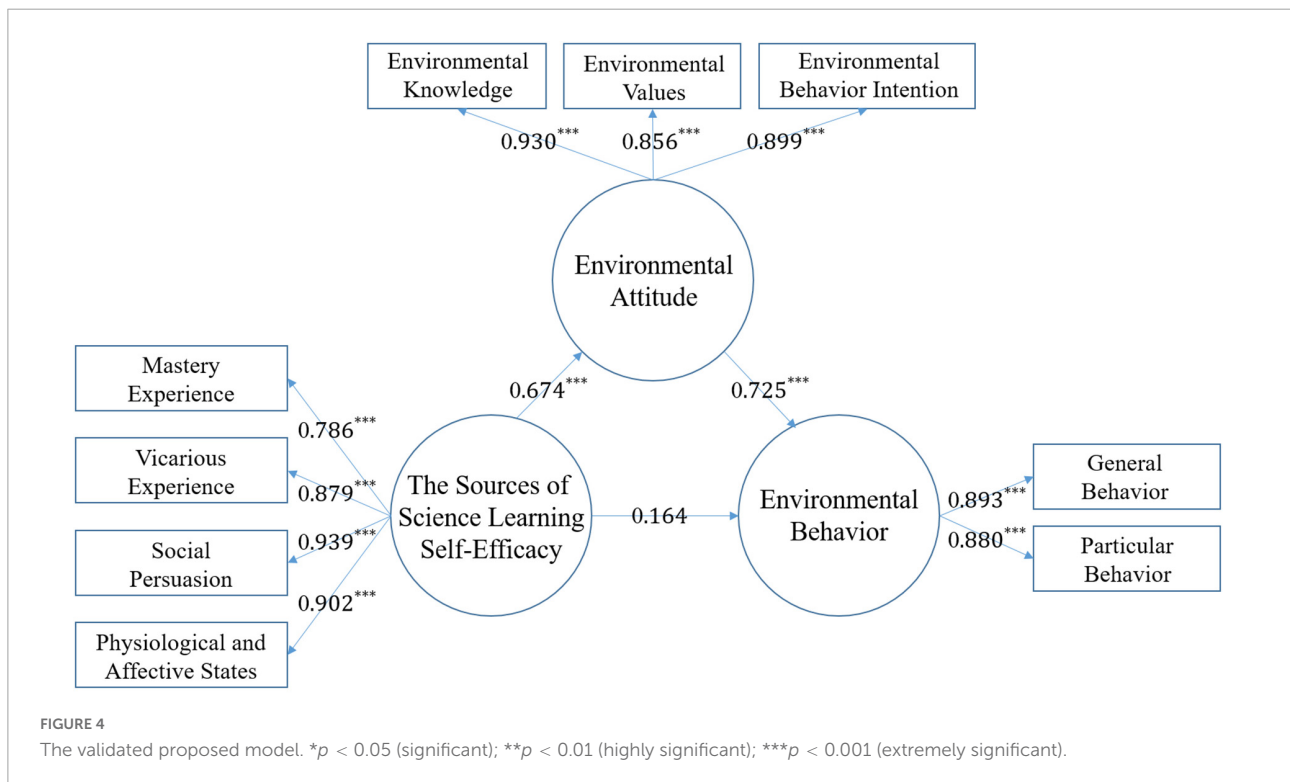 Environmental
Knowledge
Environmental
Values
Environmental
Behavior Intention
0.930***
0.856***
0.899***
Environmental
Attitude
0.674***
0.725***
Mastery
Experience
Vicarious
Experience
Social
Persuasion
Physiological and
Affective States
0.786***
0.879***
0.939***
0.902***
The Sources of
Science Learning
Self-Efficacy
0.164
Environmental
Behavior
0.893***
0.880***
General
Behavior
Particular
Behavior
FIGURE 4
The validated proposed model. *p < 0.05 (significant); **p < 0.01 (highly significant); ***p < 0.001 (extremely significant).